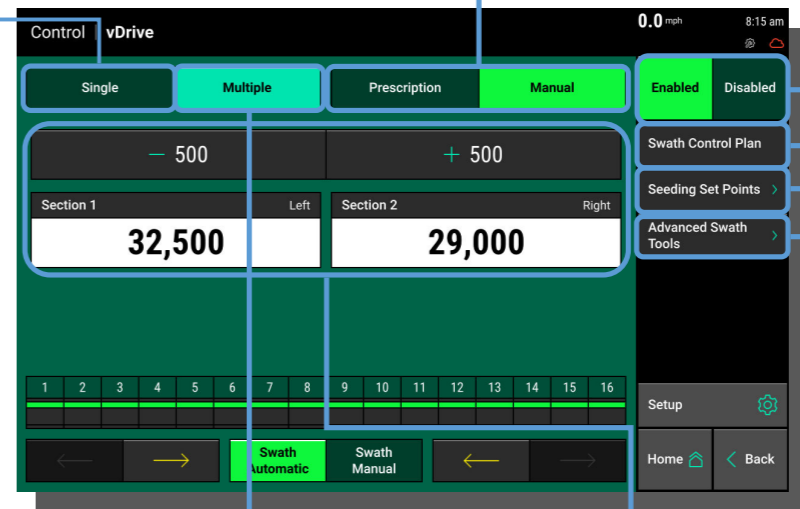 Control | vDrive
0.0 mph
8:15 am
Single
Multiple
Prescription
Manual
Enabled
Disabled
− 500
+ 500
Swath Control Plan
Seeding Set Points >
Advanced Swath
Tools >
Section 1 Left
Section 2 Right
32,500
29,000
1 2 3 4 5 6 7 8 9 10 11 12 13 14 15 16
Setup
Swath
Automatic
Swath
Manual
Home
< Back